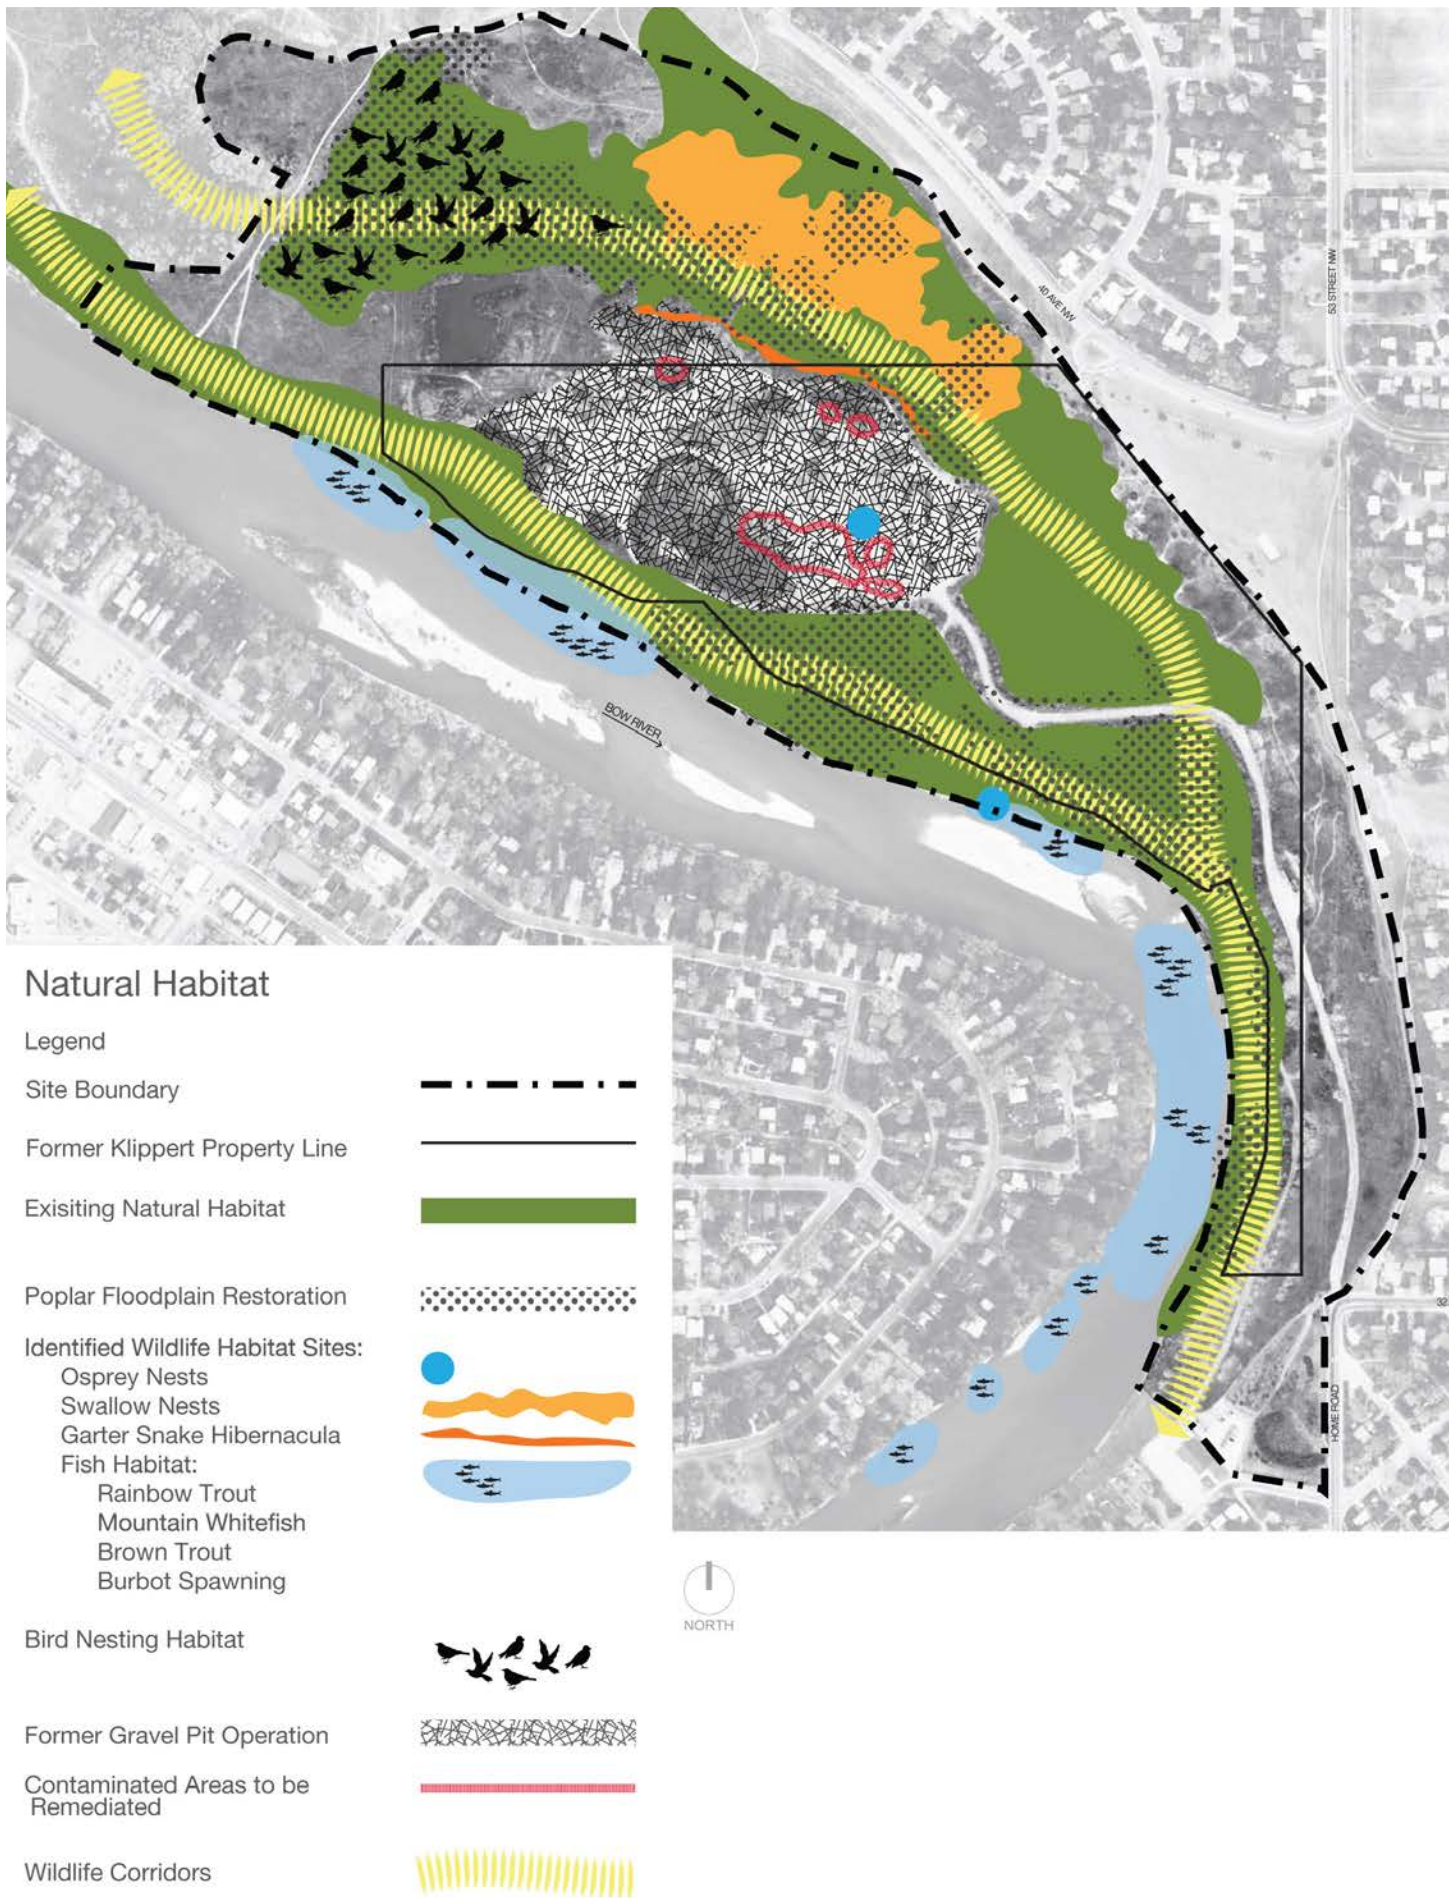 53 STREET NW
40 AVE NW
BOW RIVER
Natural Habitat
Legend
Site Boundary
Former Klippert Property Line
Exisiting Natural Habitat
Poplar Floodplain Restoration
32
Identified Wildlife Habitat Sites:
Osprey Nests
Swallow Nests
HOME ROAD
Garter Snake Hibernacula
Fish Habitat:
Rainbow Trout
Mountain Whitefish
Brown Trout
Burbot Spawning
NORTH
Bird Nesting Habitat
Former Gravel Pit Operation
Contaminated Areas to be
Remediated
Wildlife Corridors